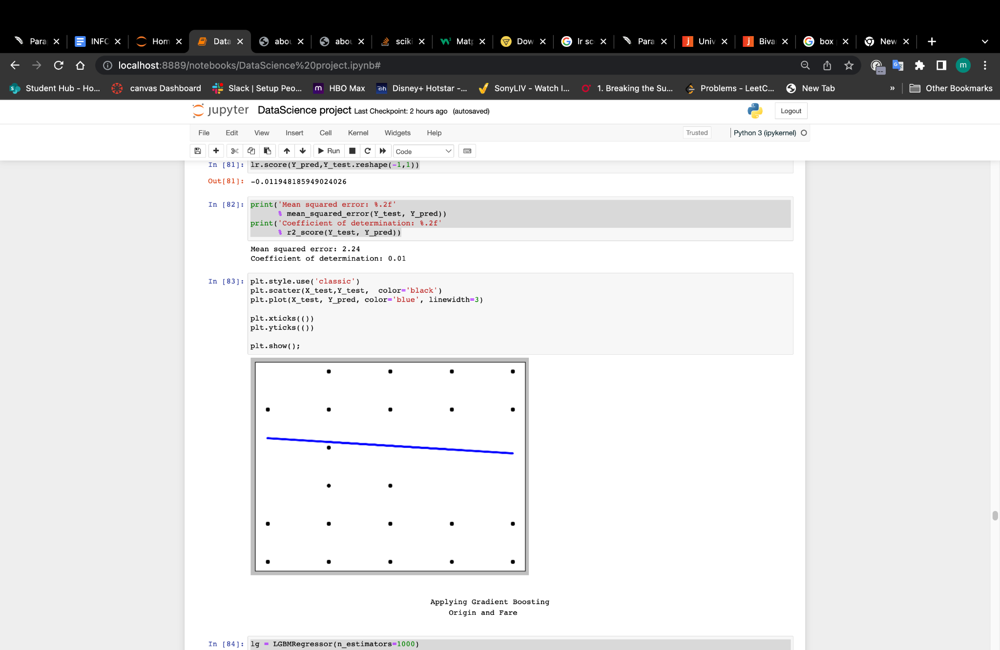 Para
INFC
Hom
Data
abou
abou
sciki
Matp
Dow
lr sc
Para
Univ
Biva
box
New
localhost:8889/notebooks/DataScience%20project.ipynb#
m
Student Hub - Ho...
canvas Dashboard
Slack | Setup Peo...
HBO Max
Disney+ Hotstar -...
SonyLIV - Watch I...
1. Breaking the Su...
Problems - LeetC...
New Tab
»
Other Bookmarks
jupyter DataScience project Last Checkpoint: 2 hours ago (autosaved)
Logout
File Edit View Insert Cell Kernel Widgets Help
Trusted
Python 3 (ipykernel)
Run
Code
In [81]: lr.score(Y_pred,Y_test.reshape(-1,1))
Out[81]: -0.011948185949024026
In [82]: print('Mean squared error: %.2f'
% mean_squared_error(Y_test, Y_pred))
print('Coefficient of determination: %.2f'
% r2_score(Y_test, Y_pred))
Mean squared error: 2.24
Coefficient of determination: 0.01
In [83]: plt.style.use('classic')
plt.scatter(X_test,Y_test,  color='black')
plt.plot(X_test, Y_pred, color='blue', linewidth=3)
plt.xticks(())
plt.yticks(())
plt.show();
Applying Gradient Boosting
Origin and Fare
In [84]: lg = LGBMRegressor(n_estimators=1000)